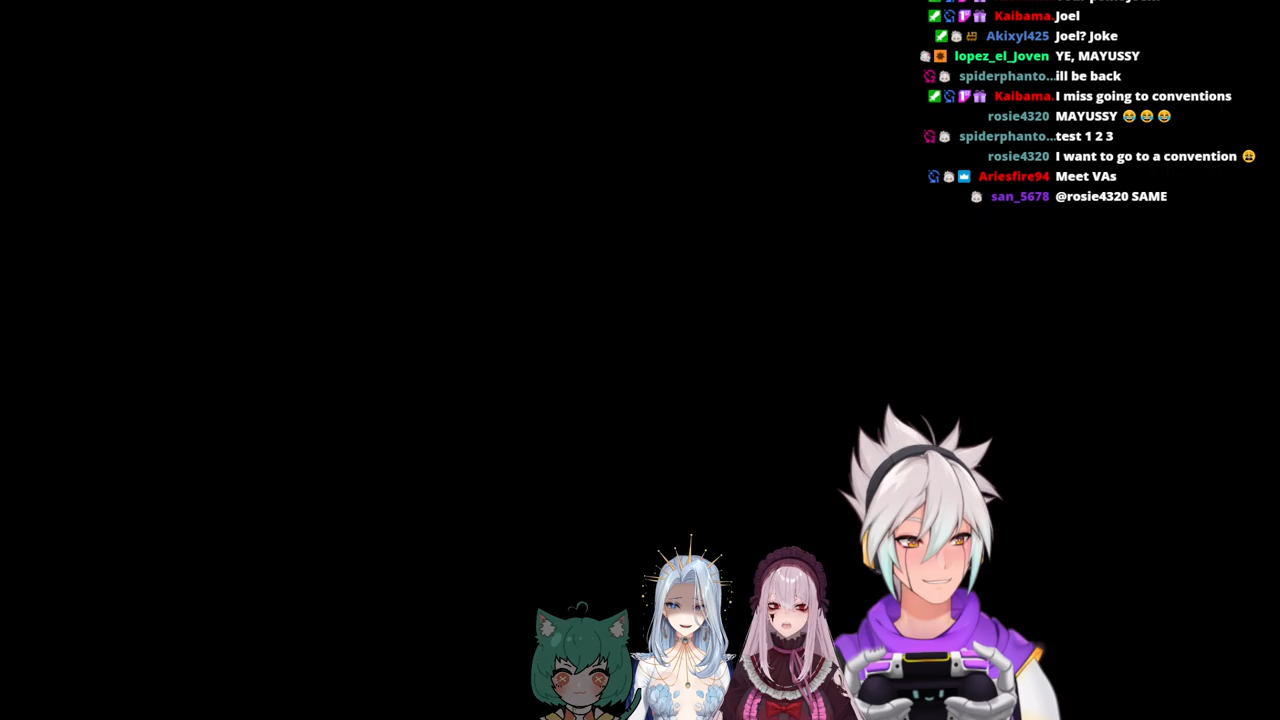 Kaibama. Joel
Akixyl425 Joel? Joke
lopez_el_Joven YE, MAYUSSY
spiderphanto... ill be back
Kaibama. I miss going to conventions
rosie4320 MAYUSSY 😂 😂 😂
spiderphanto... test 1 2 3
rosie4320 I want to go to a convention 😩
Ariesfire94 Meet VAs
san_5678 @rosie4320 SAME